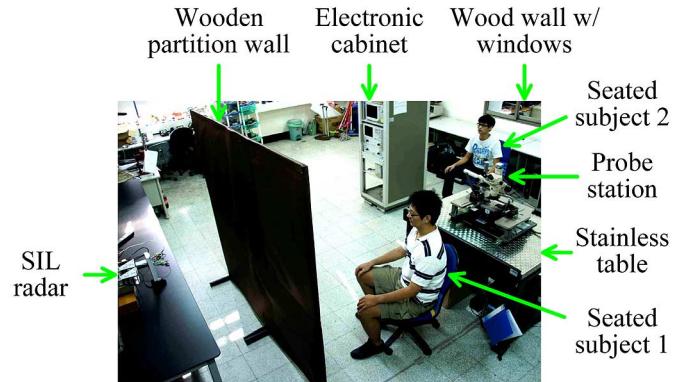 Wooden
partition wall
Electronic
cabinet
Wood wall w/
windows
Seated
subject 2
Probe
station
Stainless
table
Seated
subject 1
SIL
radar